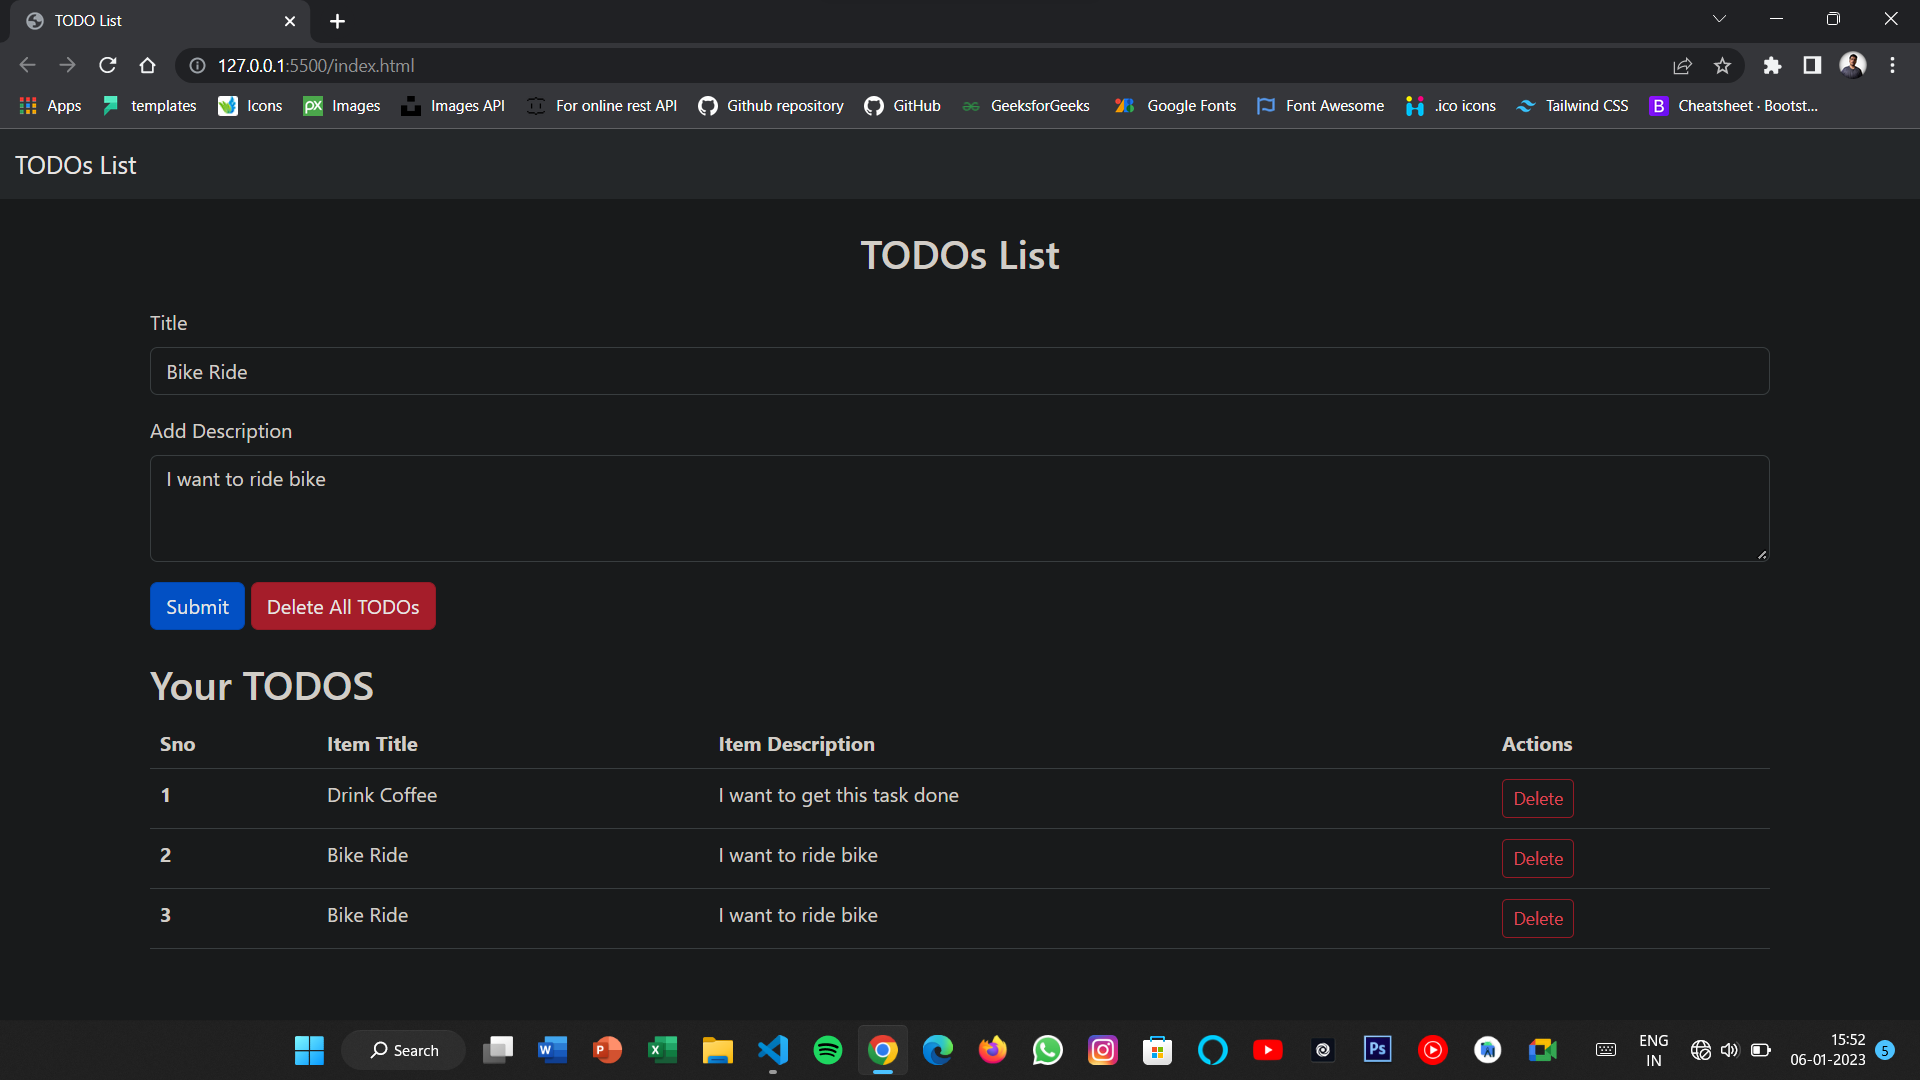 TODO List
127.0.0.1:5500/index.html
Apps templates Icons Images Images API For online rest API Github repository GitHub GeeksforGeeks Google Fonts Font Awesome .ico icons Tailwind CSS Cheatsheet · Bootst...
TODOs List
TODOs List
Title
Bike Ride
Add Description
I want to ride bike
Submit Delete All TODOs
Your TODOS
Sno Item Title Item Description Actions
1 Drink Coffee I want to get this task done Delete
2 Bike Ride I want to ride bike Delete
3 Bike Ride I want to ride bike Delete
Search
ENG
IN
15:52
06-01-2023
5